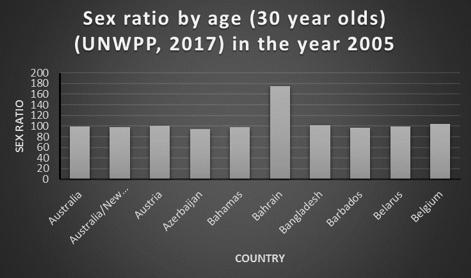 Sex ratio by age (30 year olds)
(UNWPP, 2017) in the year 2005
SEX RATIO
200
180
160
140
120
100
80
60
40
20
0
Australia
Australia/New...
Austria
Azerbaijan
Bahamas
Bahrain
Bangladesh
Barbados
Belarus
Belgium
COUNTRY